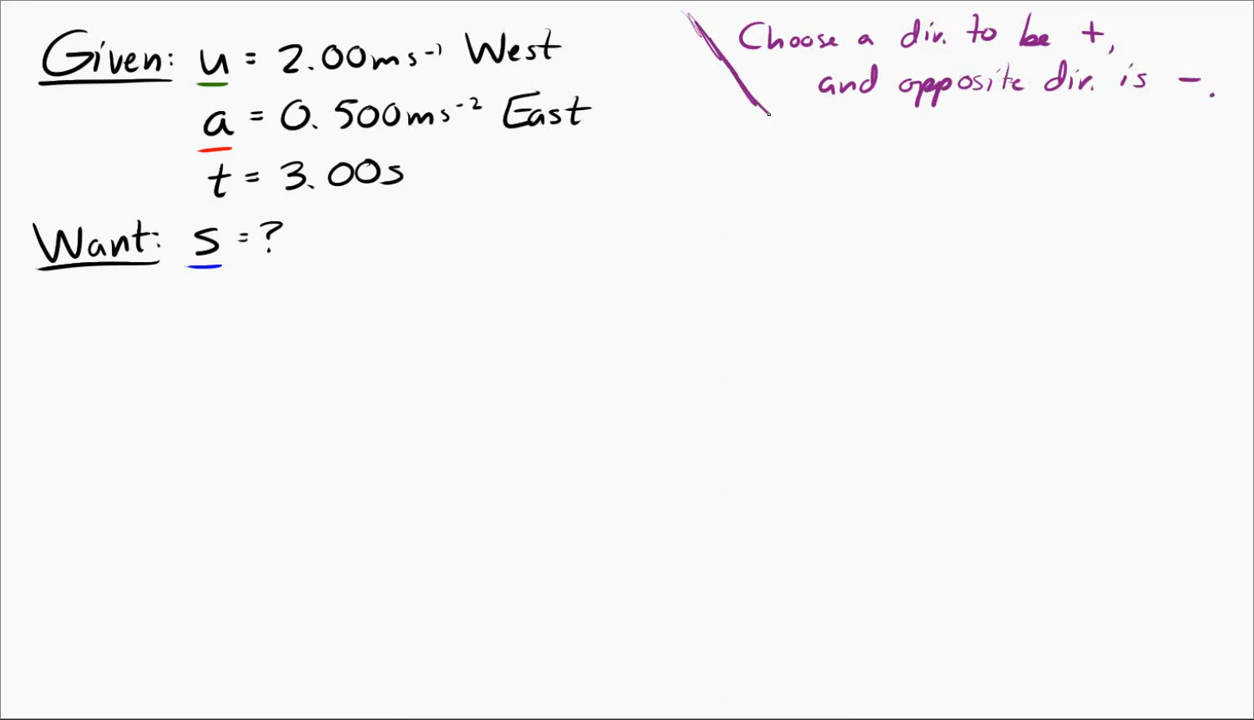 Given: u = 2.00ms⁻¹ West
a = 0.500ms⁻² East
t = 3.00s
Want: s = ?
Choose a dir. to be +,
and opposite dir. is -.